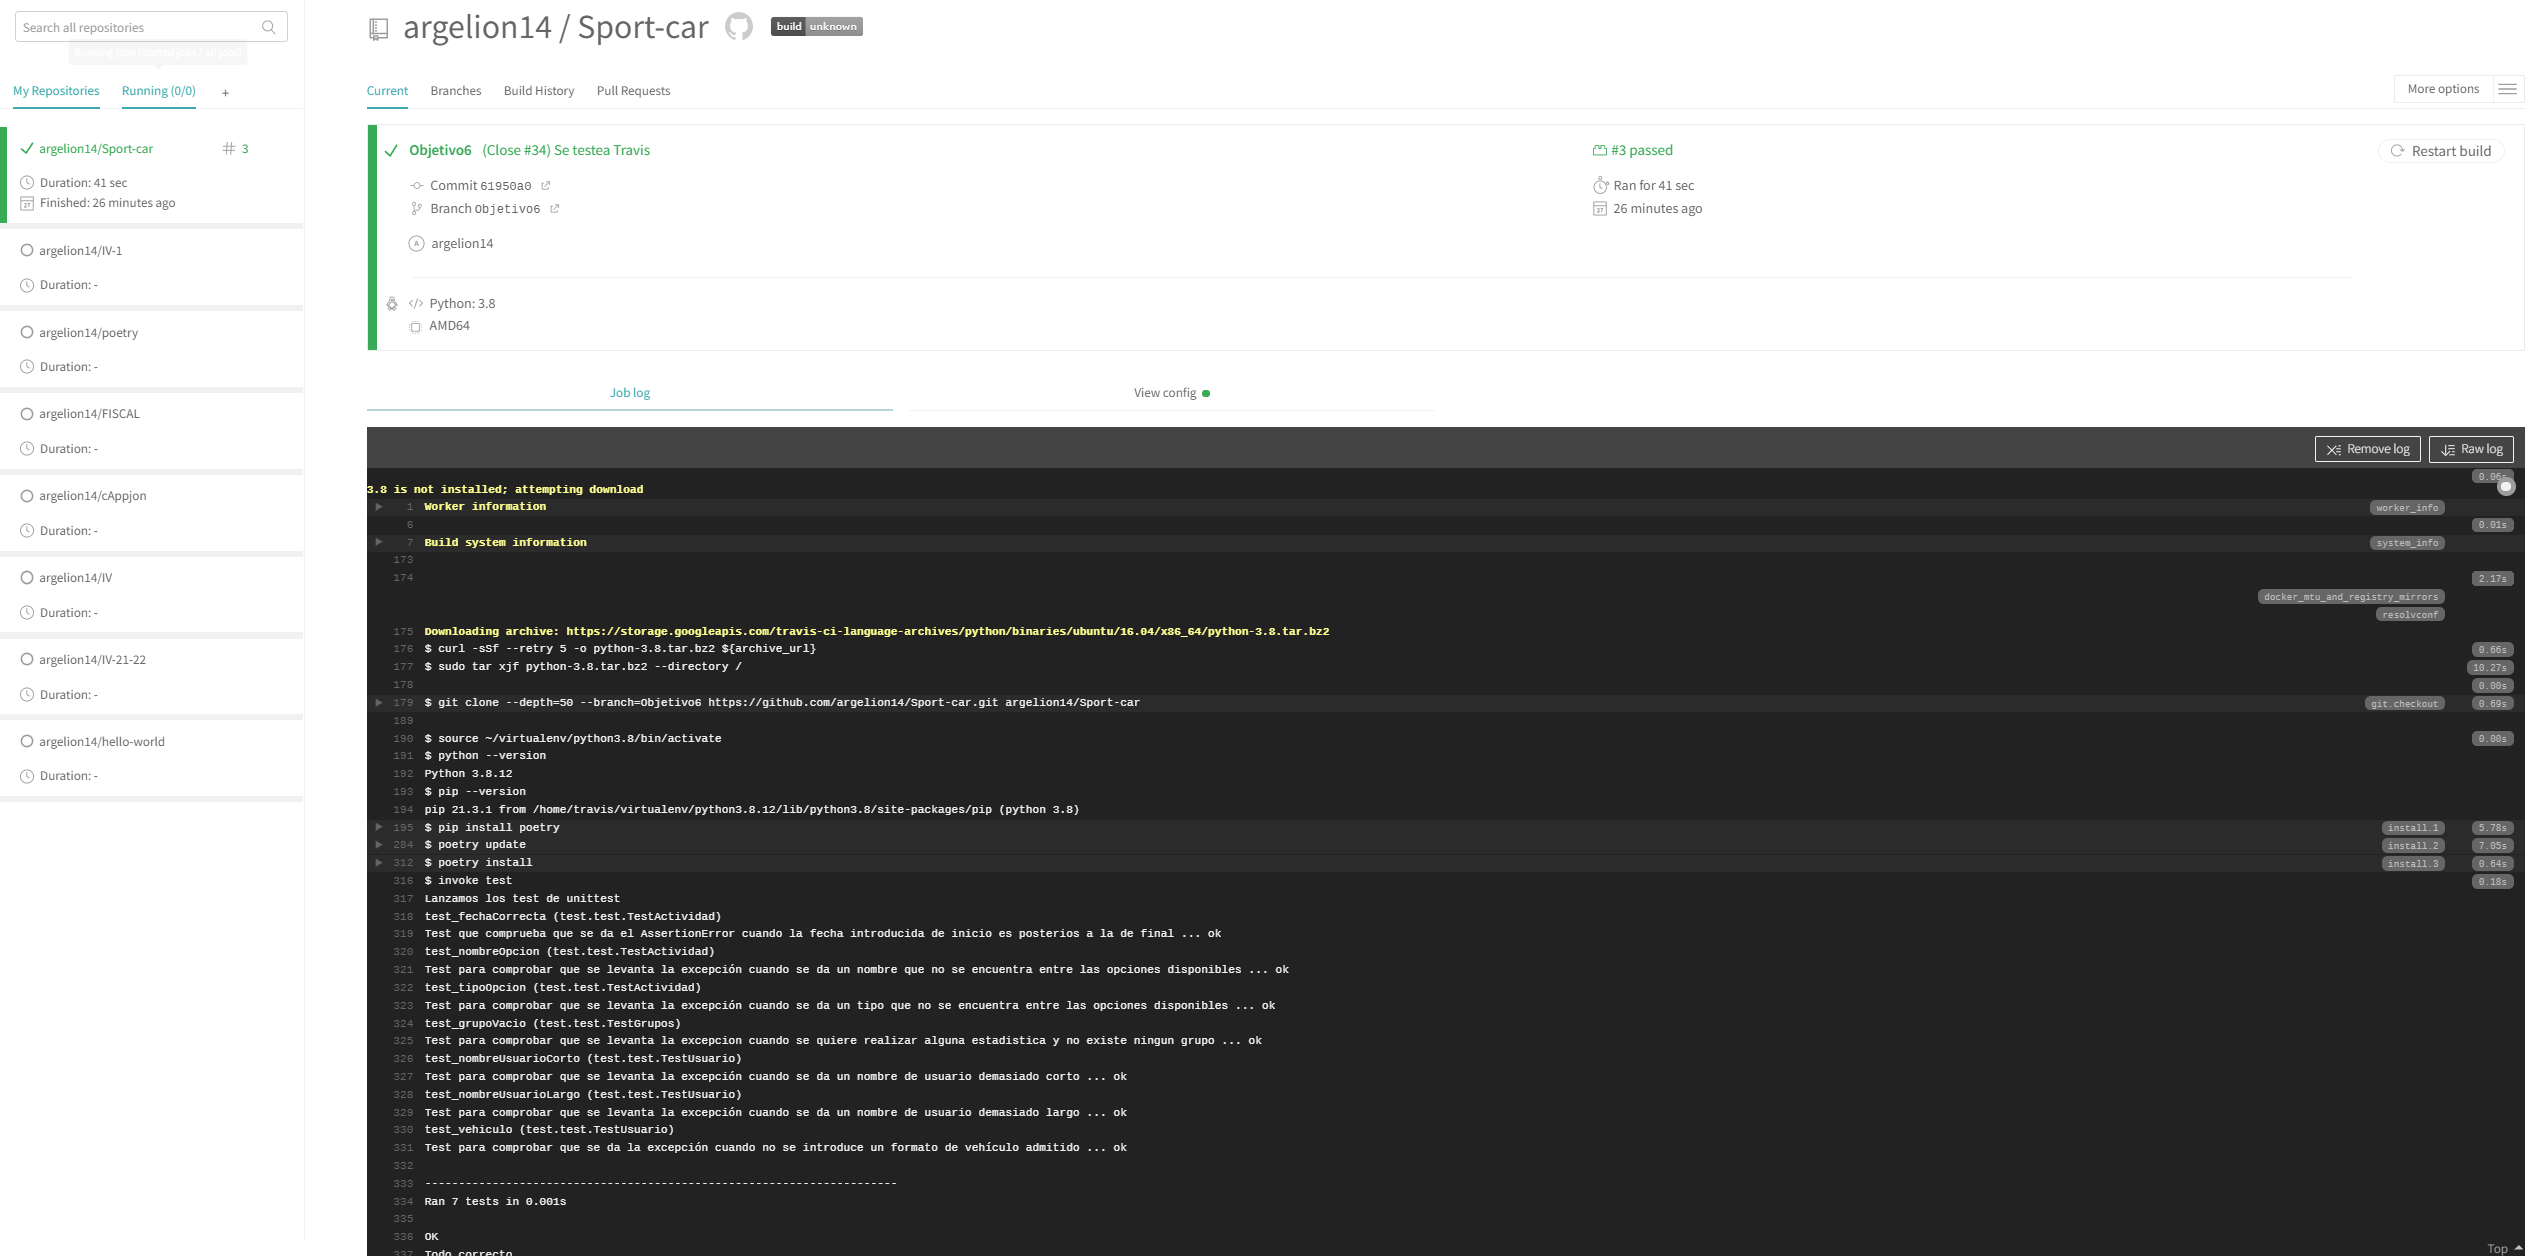 Search all repositories
Running jobs (started jobs / all jobs)
My Repositories Running (0/0) +
argelion14/Sport-car # 3
Duration: 41 sec
Finished: 26 minutes ago
argelion14/IV-1
Duration: -
argelion14/poetry
Duration: -
argelion14/FISCAL
Duration: -
argelion14/cAppjon
Duration: -
argelion14/IV
Duration: -
argelion14/IV-21-22
Duration: -
argelion14/hello-world
Duration: -
argelion14 / Sport-car build unknown
Current Branches Build History Pull Requests More options
Objetivo6 (Close #34) Se testea Travis
Commit 61950a0
Branch Objetivo6
A argelion14
Python: 3.8
AMD64
#3 passed
Ran for 41 sec
26 minutes ago
Restart build
Job log View config
Remove log Raw log
0.06s
3.8 is not installed; attempting download
1 Worker information worker_info
6 0.01s
7 Build system information system_info
173
174 2.17s
docker_mtu_and_registry_mirrors
resolvconf
175 Downloading archive: https://storage.googleapis.com/travis-ci-language-archives/python/binaries/ubuntu/16.04/x86_64/python-3.8.tar.bz2
176 $ curl -sSf --retry 5 -o python-3.8.tar.bz2 ${archive_url} 0.66s
177 $ sudo tar xjf python-3.8.tar.bz2 --directory / 10.27s
178 0.00s
179 $ git clone --depth=50 --branch=Objetivo6 https://github.com/argelion14/Sport-car.git argelion14/Sport-car git.checkout 0.69s
189
190 $ source ~/virtualenv/python3.8/bin/activate 0.00s
191 $ python --version
192 Python 3.8.12
193 $ pip --version
194 pip 21.3.1 from /home/travis/virtualenv/python3.8.12/lib/python3.8/site-packages/pip (python 3.8)
195 $ pip install poetry install.1 5.78s
284 $ poetry update install.2 7.05s
312 $ poetry install install.3 0.64s
316 $ invoke test 0.18s
317 Lanzamos los test de unittest
318 test_fechaCorrecta (test.test.TestActividad)
319 Test que comprueba que se da el AssertionError cuando la fecha introducida de inicio es posterios a la de final ... ok
320 test_nombreOpcion (test.test.TestActividad)
321 Test para comprobar que se levanta la excepción cuando se da un nombre que no se encuentra entre las opciones disponibles ... ok
322 test_tipoOpcion (test.test.TestActividad)
323 Test para comprobar que se levanta la excepción cuando se da un tipo que no se encuentra entre las opciones disponibles ... ok
324 test_grupoVacio (test.test.TestGrupos)
325 Test para comprobar que se levanta la excepcion cuando se quiere realizar alguna estadistica y no existe ningun grupo ... ok
326 test_nombreUsuarioCorto (test.test.TestUsuario)
327 Test para comprobar que se levanta la excepción cuando se da un nombre de usuario demasiado corto ... ok
328 test_nombreUsuarioLargo (test.test.TestUsuario)
329 Test para comprobar que se levanta la excepción cuando se da un nombre de usuario demasiado largo ... ok
330 test_vehiculo (test.test.TestUsuario)
331 Test para comprobar que se da la excepción cuando no se introduce un formato de vehículo admitido ... ok
332
333 ----------------------------------------------------------------------
334 Ran 7 tests in 0.001s
335
336 OK
337 Todo correcto
Top